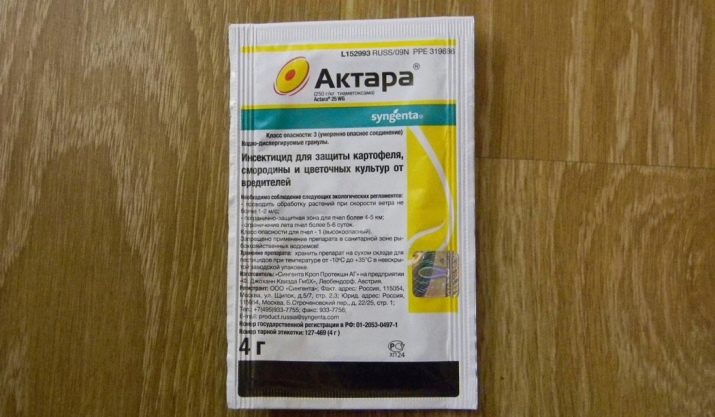 L152993 RUSS/09N PPE 319686
Актара®
(250 г/кг тиаметоксама)
Actara® 25 WG
syngenta
Класс опасности: 3 (умеренно опасное соединение)
Водно-диспергируемые гранулы.
Инсектицид для защиты картофеля,
смородины и цветочных культур от
вредителей
Необходимо соблюдение следующих экологических регламентов:
- проводить обработку растений при скорости ветра не
более 1-2 м/с;
- погранично-защитная зона для пчел более 4-5 км;
- ограничение лета пчел более 5-6 суток.
Класс опасности для пчел - 1 (высокоопасный).
Запрещено применение препарата в санитарной зоне ры-
бохозяйственных водоемов!
Хранение препарата: хранить препарат на сухом складе для
пестицидов при температуре от -10°С до +35°С в невскры-
той заводской упаковке.
Изготовитель: «Сингента Кроп Протекшн АГ» на предприятии
«О. Джоханн Квизда ГмбХ», Леобендорф, Австрия.
Регистрант: ООО «Сингента»; Факт. адрес: Россия, 115054,
Москва, ул. Щипок, д.5/7, стр. 2,3; Юрид. адрес: Россия,
115054, Москва, Б.Строченовский пер., д. 22/25, стр. 1;
Тел.: +7(495)933-7755; факс: 933-7756;
E-mail: product.russia@syngenta.com
Номер государственной регистрации в РФ: 01-2053-0497-1
Номер тарной этикетки: 127-469 (4 г)
4 г
ХП24